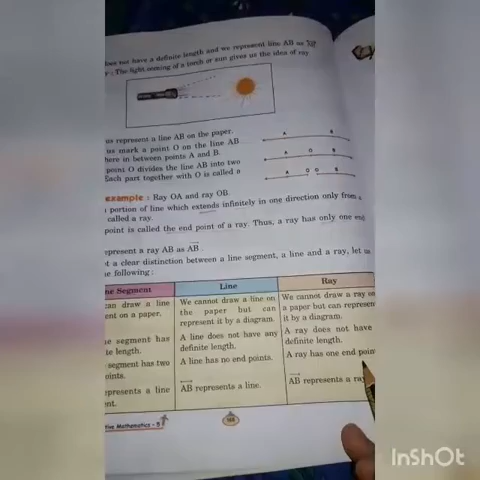 does not have a definite length and we represent line AB as AB
: The light coming of a torch or sun gives us the idea of ray.
us represent a line AB on the paper.
us mark a point O on the line AB
here in between points A and B.
point O divides the line AB into two
Each part together with O is called a
A B
A O B
A O O B
example : Ray OA and ray OB.
portion of line which extends infinitely in one direction only from a
called a ray.
point is called the end point of a ray. Thus, a ray has only one end
represent a ray AB as AB
a clear distinction between a line segment, a line and a ray, let us
following :
Segment
can draw a line
on a paper.
segment has
length.
segment has two
represents a line
Line
We cannot draw a line on
the paper but can
represent it by a diagram.
A line does not have any
definite length.
A line has no end points.
AB represents a line.
Ray
We cannot draw a ray on
a paper but can represent
it by a diagram.
A ray does not have
definite length.
A ray has one end point
AB represents a ray
Mathematics - 5
InShOt